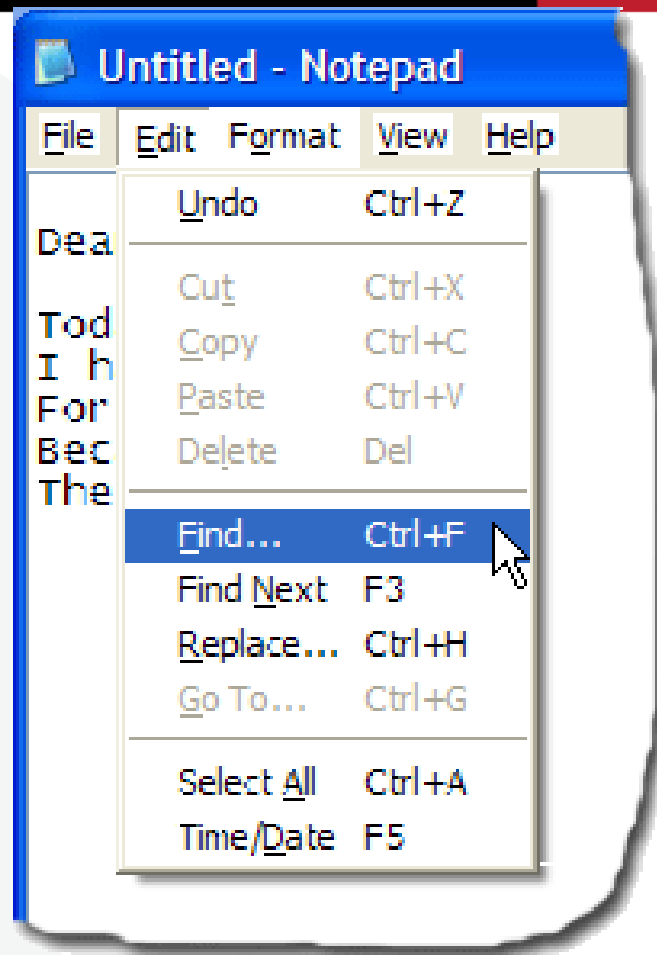 Untitled - Notepad
File Edit Format View Help
Undo Ctrl+Z
Dea
Cut Ctrl+X
Tod
Copy Ctrl+C
I h
Paste Ctrl+V
For
Bec
Delete Del
The
Find... Ctrl+F
Find Next F3
Replace... Ctrl+H
Go To... Ctrl+G
Select All Ctrl+A
Time/Date F5